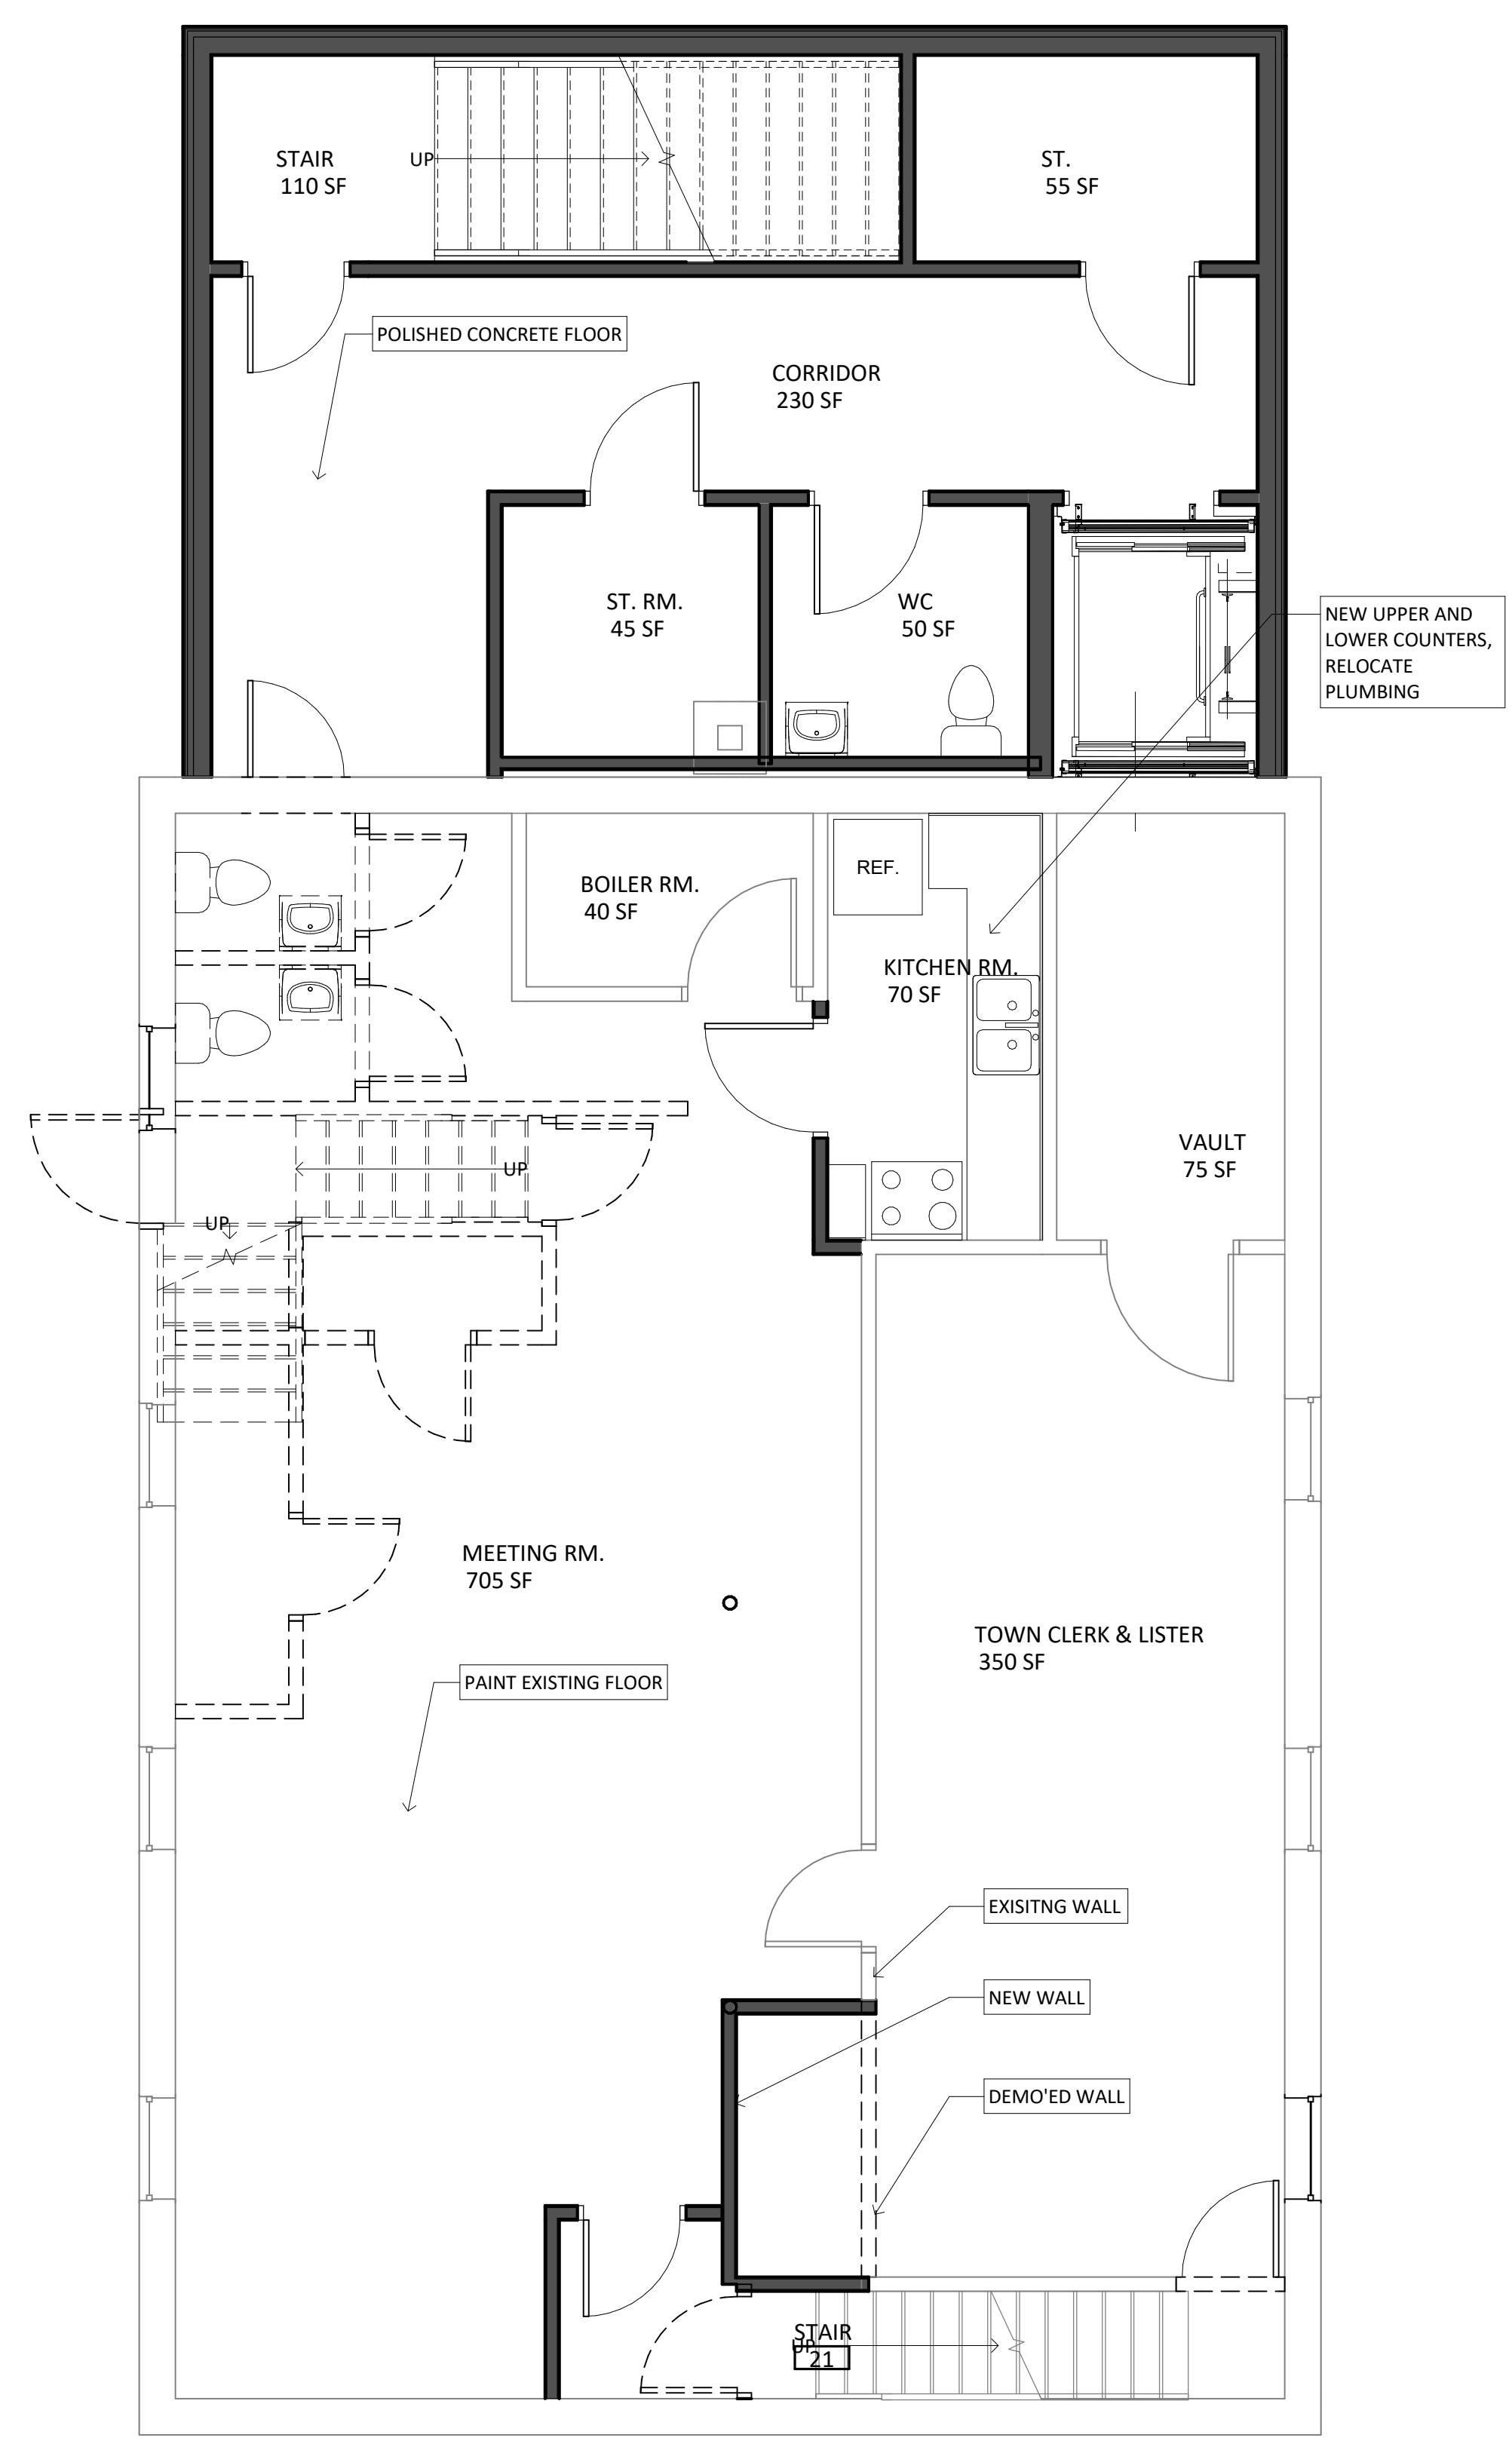 STAIR
110 SF
UP
ST.
55 SF
POLISHED CONCRETE FLOOR
CORRIDOR
230 SF
ST. RM.
45 SF
WC
50 SF
NEW UPPER AND
LOWER COUNTERS,
RELOCATE
PLUMBING
BOILER RM.
40 SF
REF.
KITCHEN RM.
70 SF
VAULT
75 SF
UP
UP
MEETING RM.
705 SF
TOWN CLERK & LISTER
350 SF
PAINT EXISTING FLOOR
EXISITNG WALL
NEW WALL
DEMO'ED WALL
STAIR
UP
21